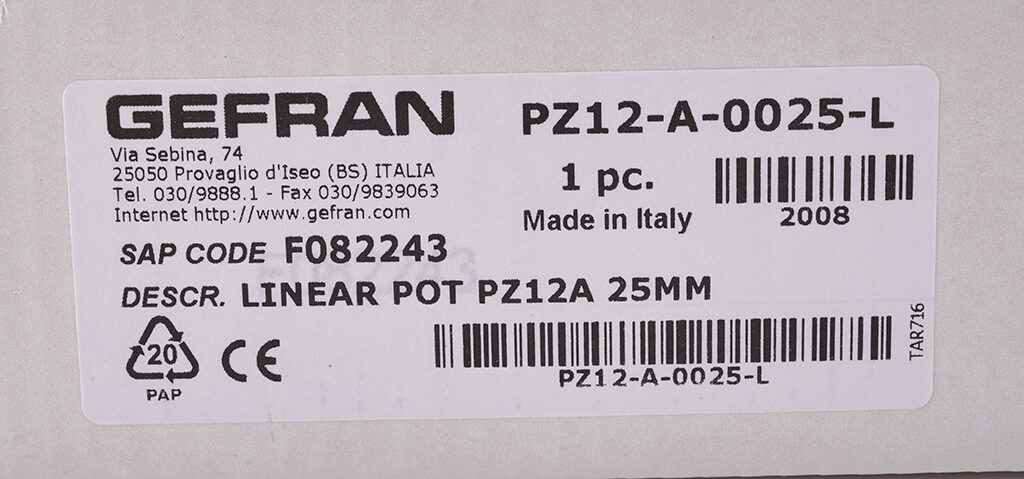 GEFRAN
Via Sebina, 74
25050 Provaglio d'Iseo (BS) ITALIA
Tel. 030/9888.1 - Fax 030/9839063
Internet http://www.gefran.com
PZ12-A-0025-L
1 pc.
Made in Italy
2008
SAP CODE F082243
F082243
DESCR. LINEAR POT PZ12A 25MM
20
PAP
CE
PZ12-A-0025-L
TAR716